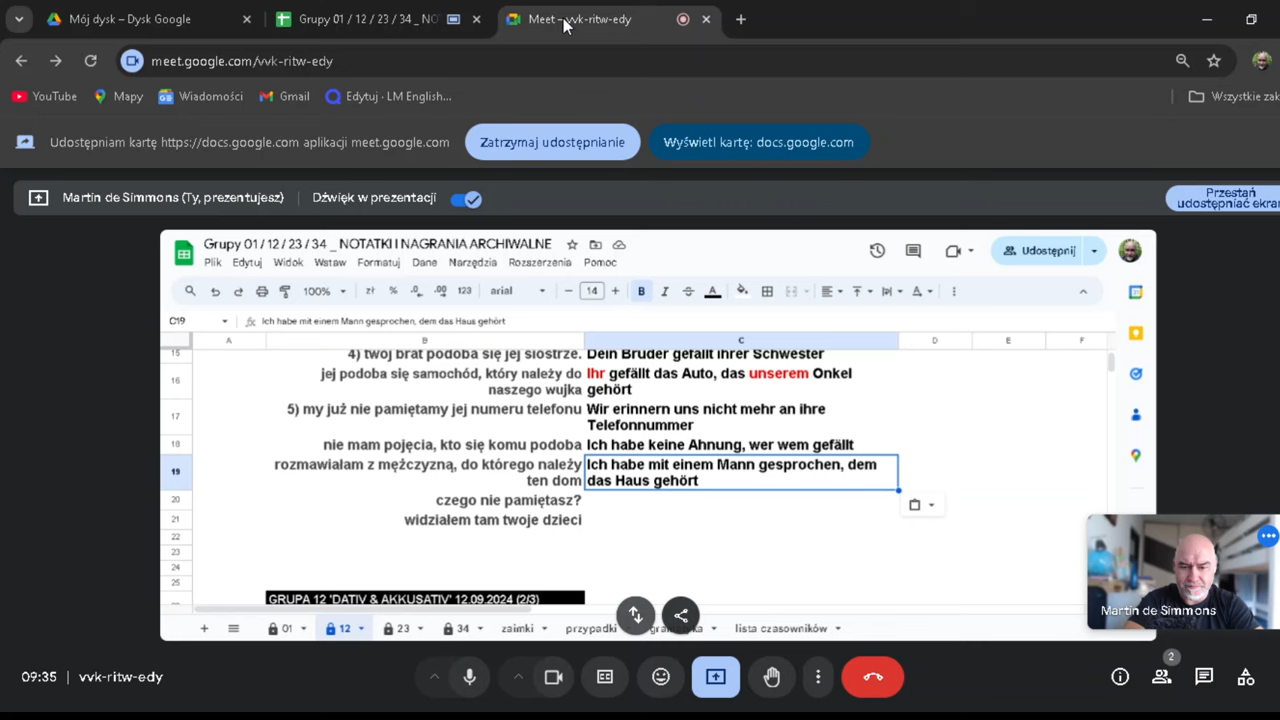 Mój dysk – Dysk Google
Grupy 01 / 12 / 23 / 34 _ NO
Meet – vvk-ritw-edy
meet.google.com/vvk-ritw-edy
YouTube
Mapy
Wiadomości
Gmail
Edytuj · LM English...
Wszystkie zak
Udostępniam kartę https://docs.google.com aplikacji meet.google.com
Zatrzymaj udostępnianie
Wyświetl kartę: docs.google.com
Martin de Simmons (Ty, prezentujesz)
Dźwięk w prezentacji
Przestań
udostępniać ekran
Grupy 01 / 12 / 23 / 34 _ NOTATKI I NAGRANIA ARCHIWALNE
Plik Edytuj Widok Wstaw Formatuj Dane Narzędzia Rozszerzenia Pomoc
Udostępnij
100% zł % .0 .00 123 arial 14 B I S A
C19 Ich habe mit einem Mann gesprochen, dem das Haus gehört
A B C D E F
15 4) twoj brat podoba się jej siostrze. Dein Bruder gefällt ihrer Schwester
16 jej podoba się samochód, który należy do naszego wujka Ihr gefällt das Auto, das unserem Onkel gehört
17 5) my już nie pamiętamy jej numeru telefonu Wir erinnern uns nicht mehr an ihre Telefonnummer
18 nie mam pojęcia, kto się komu podoba Ich habe keine Ahnung, wer wem gefällt
19 rozmawiałam z mężczyzną, do którego należy ten dom Ich habe mit einem Mann gesprochen, dem das Haus gehört
20 czego nie pamiętasz?
21 widziałem tam twoje dzieci
22
23
24
25
GRUPA 12 'DATIV & AKKUSATIV' 12.09.2024 (2/3)
01 12 23 34 zaimki przypadki lista czasowników
Martin de Simmons
09:35 vvk-ritw-edy
2